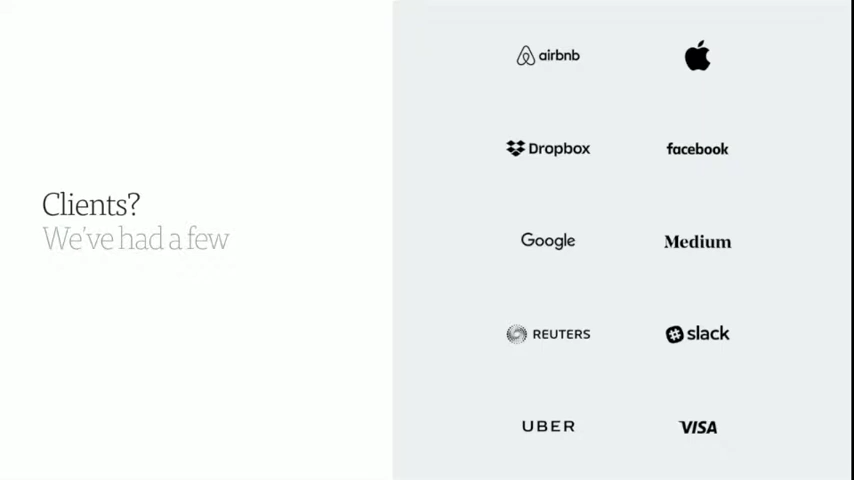 Clients?
We've had a few
airbnb
Dropbox
facebook
Google
Medium
REUTERS
slack
UBER
VISA